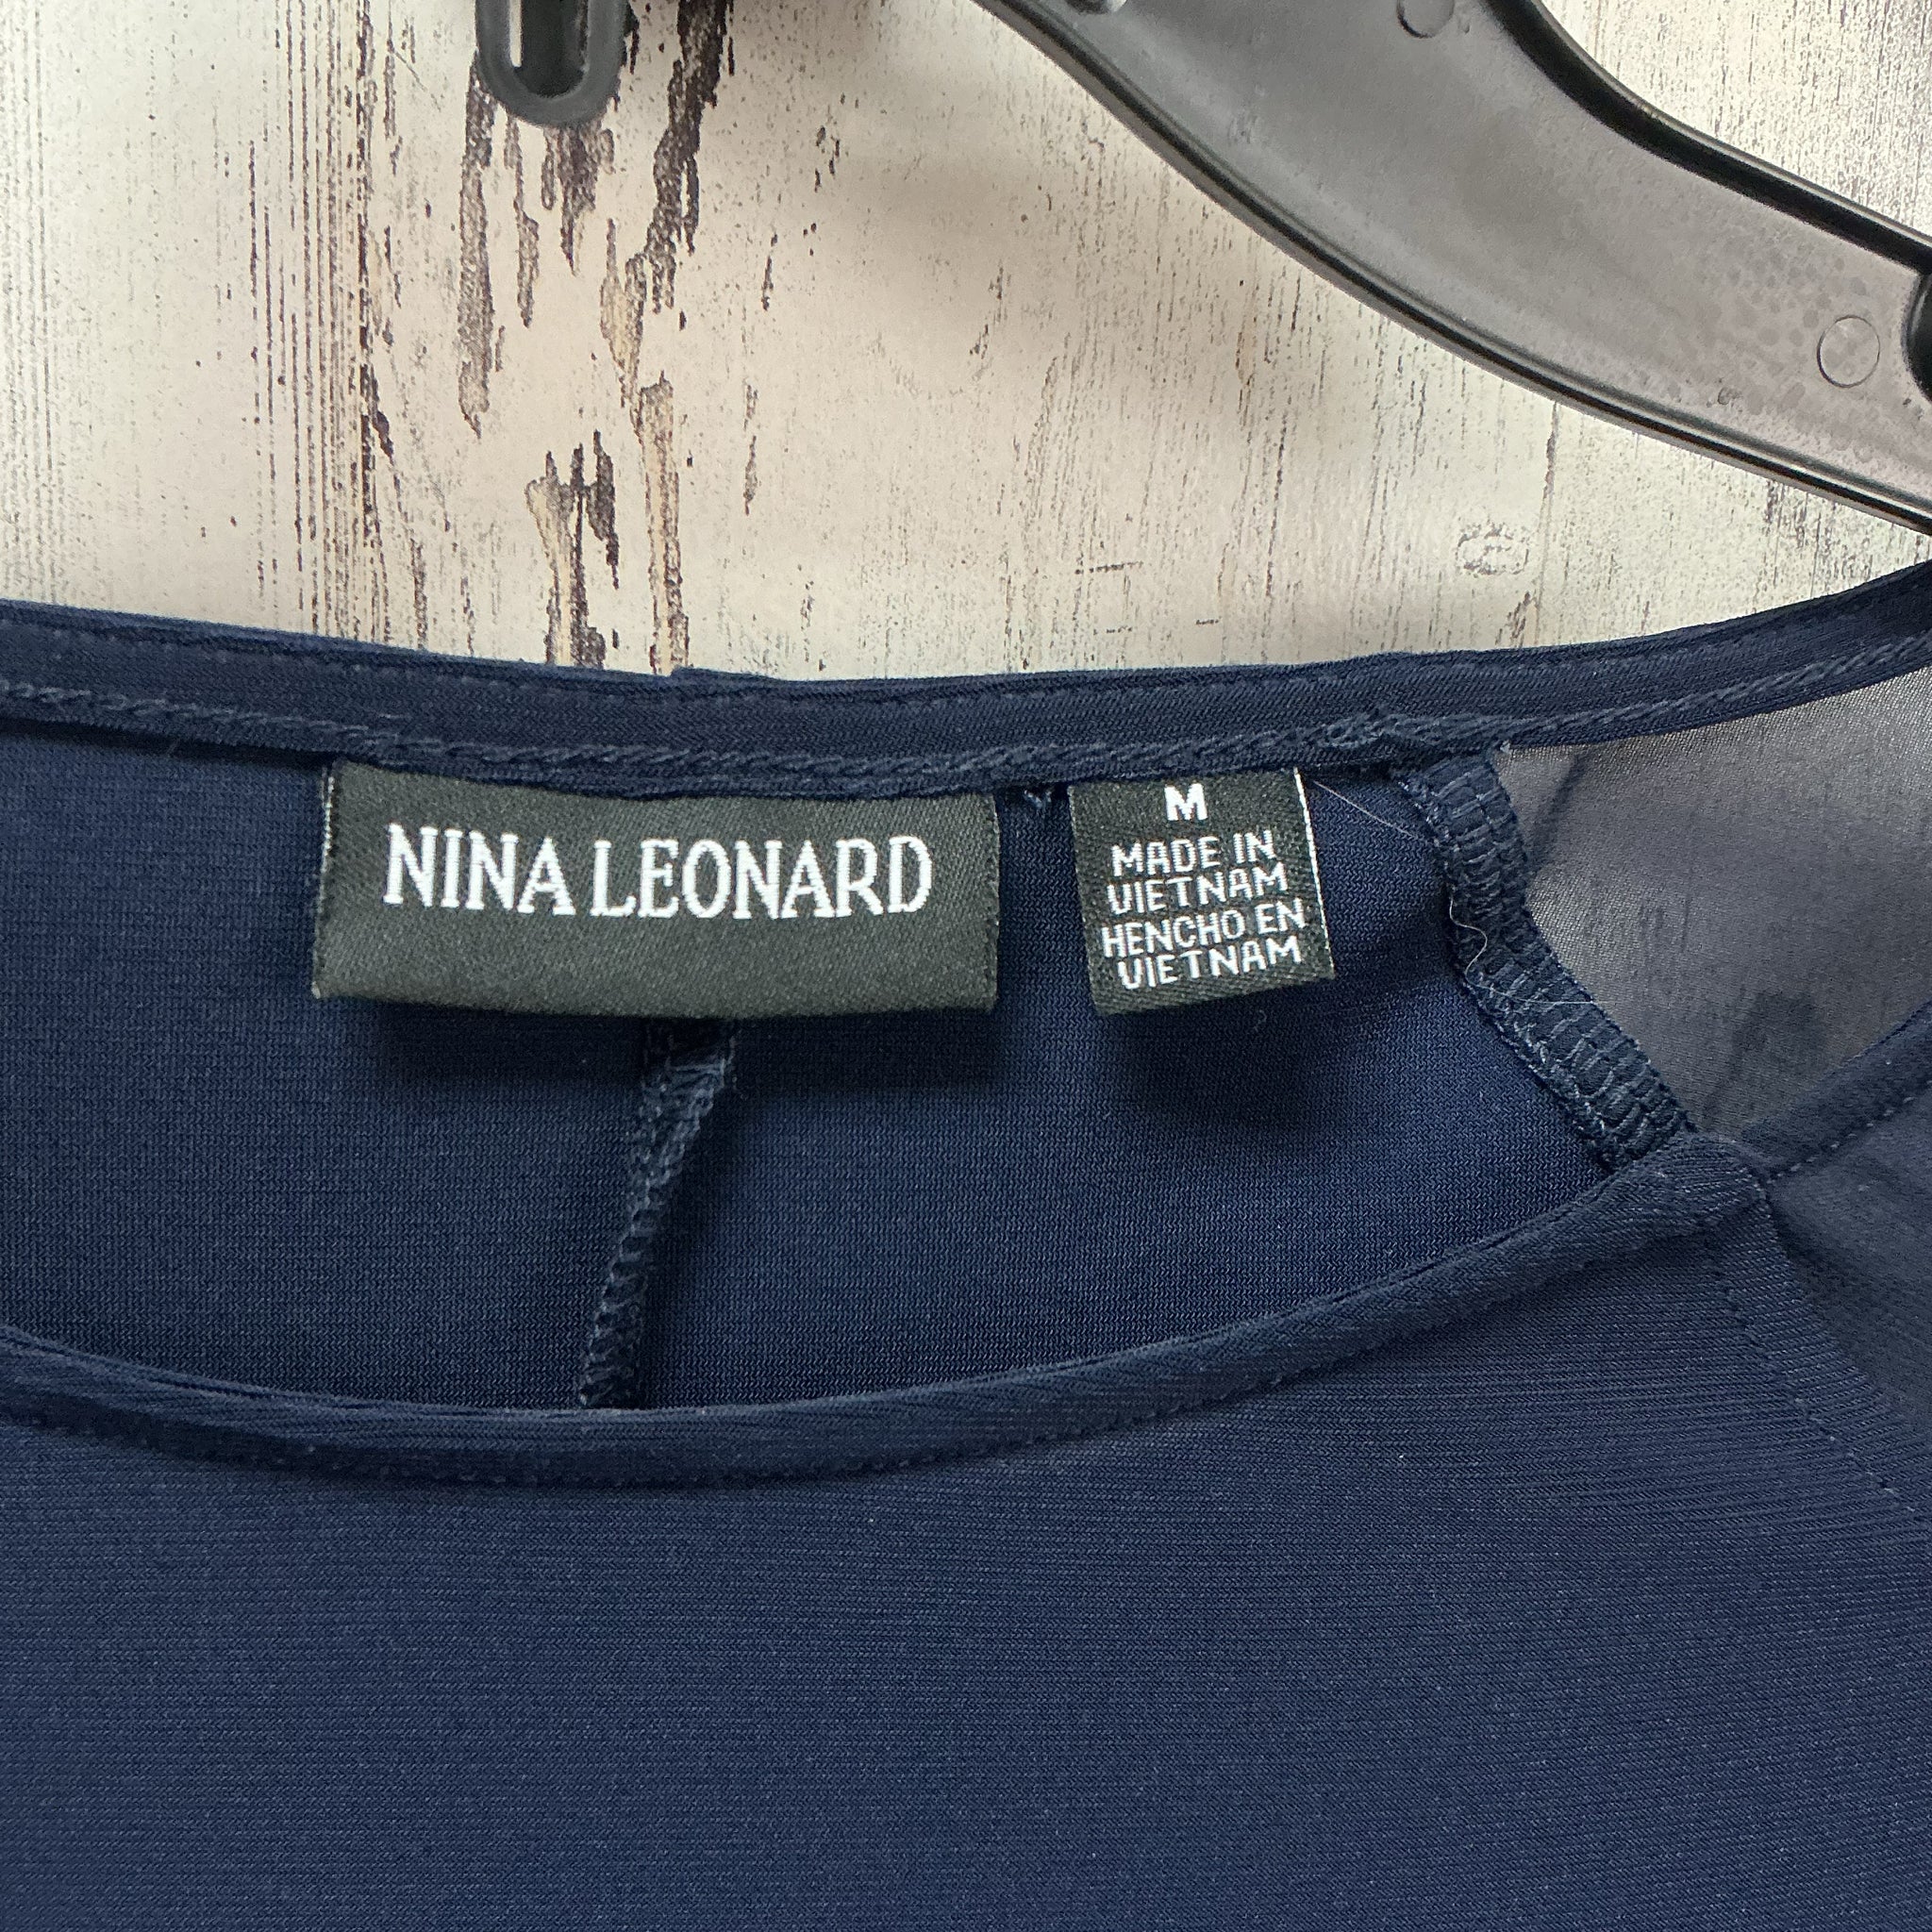 NINA LEONARD
M
MADE IN
VIETNAM
HENCHO EN
VIETNAM